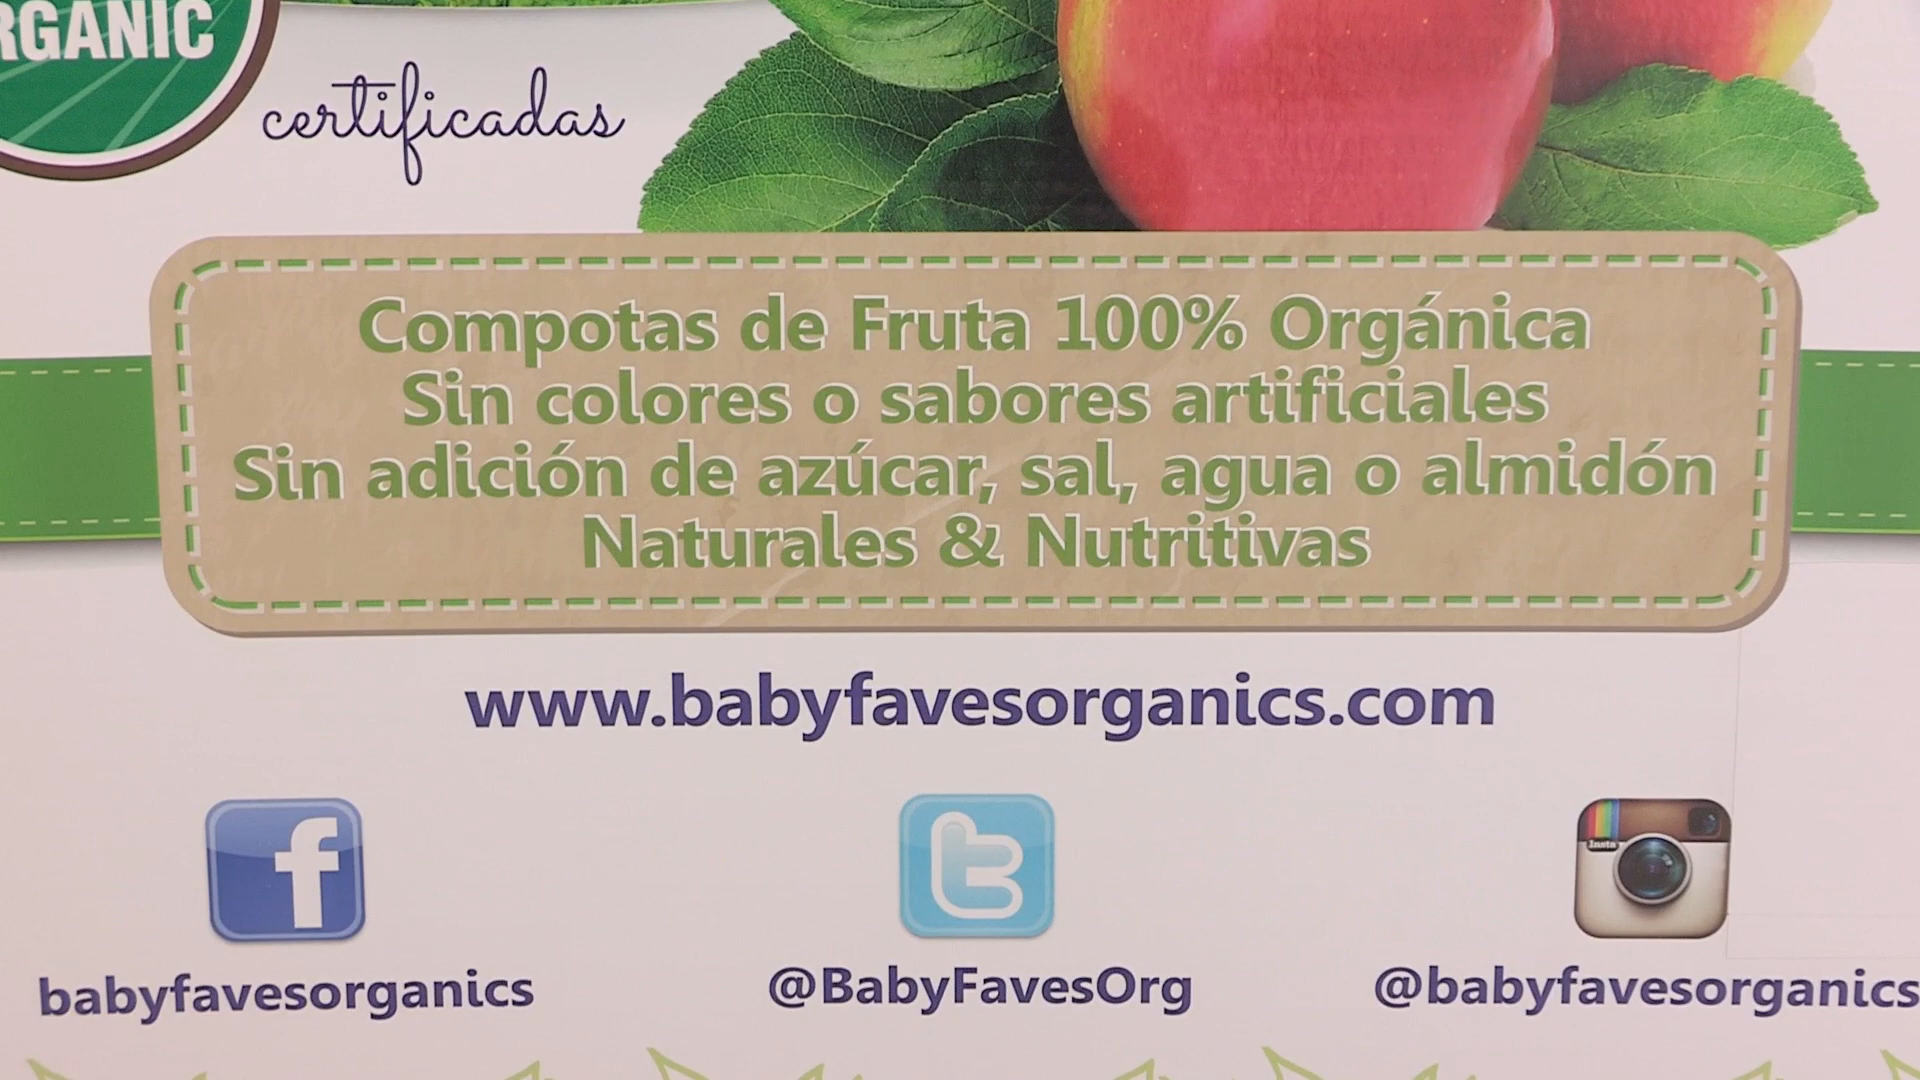 RGANIC
certificadas
Compotas de Fruta 100% Orgánica
Sin colores o sabores artificiales
Sin adición de azúcar, sal, agua o almidón
Naturales & Nutritivas
www.babyfavesorganics.com
Insta
babyfavesorganics
@BabyFavesOrg
@babyfavesorganics